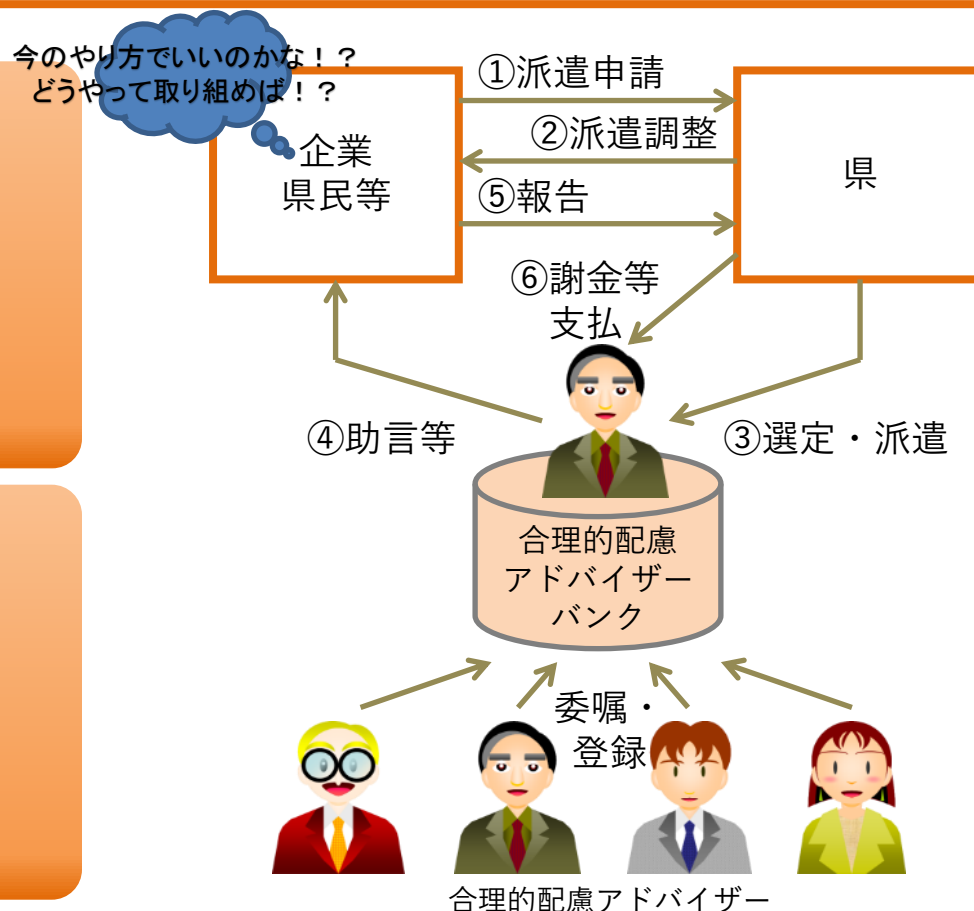 今のやり方でいいのかな！？
どうやって取り組めば！？
企業
県民等
①派遣申請
②派遣調整
⑤報告
県
⑥謝金等
支払
④助言等
③選定・派遣
合理的配慮
アドバイザー
バンク
委嘱・
登録
合理的配慮アドバイザー